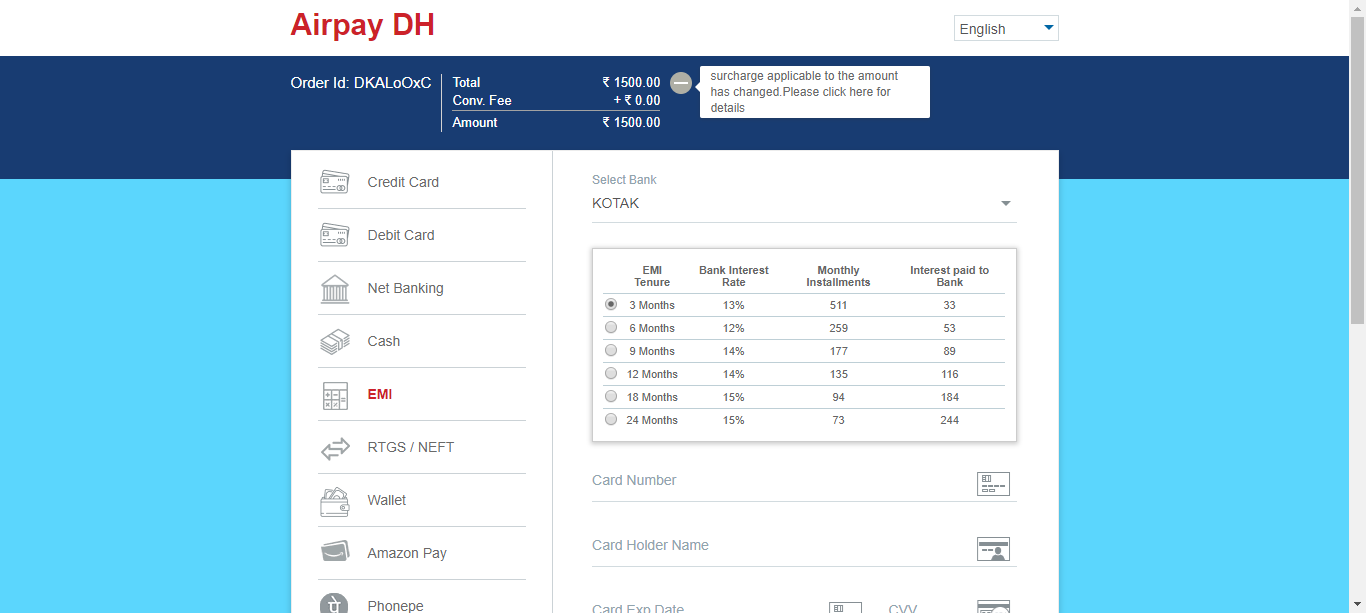 Airpay DH
English
Order Id: DKALoOxC
Total ₹ 1500.00
Conv. Fee + ₹ 0.00
Amount ₹ 1500.00
surcharge applicable to the amount
has changed.Please click here for
details
Credit Card
Debit Card
Net Banking
Cash
EMI
RTGS / NEFT
Wallet
Amazon Pay
Phonepe
Select Bank
KOTAK
EMI Tenure Bank Interest Rate Monthly Installments Interest paid to Bank
3 Months 13% 511 33
6 Months 12% 259 53
9 Months 14% 177 89
12 Months 14% 135 116
18 Months 15% 94 184
24 Months 15% 73 244
Card Number
Card Holder Name
Card Exp Date CVV